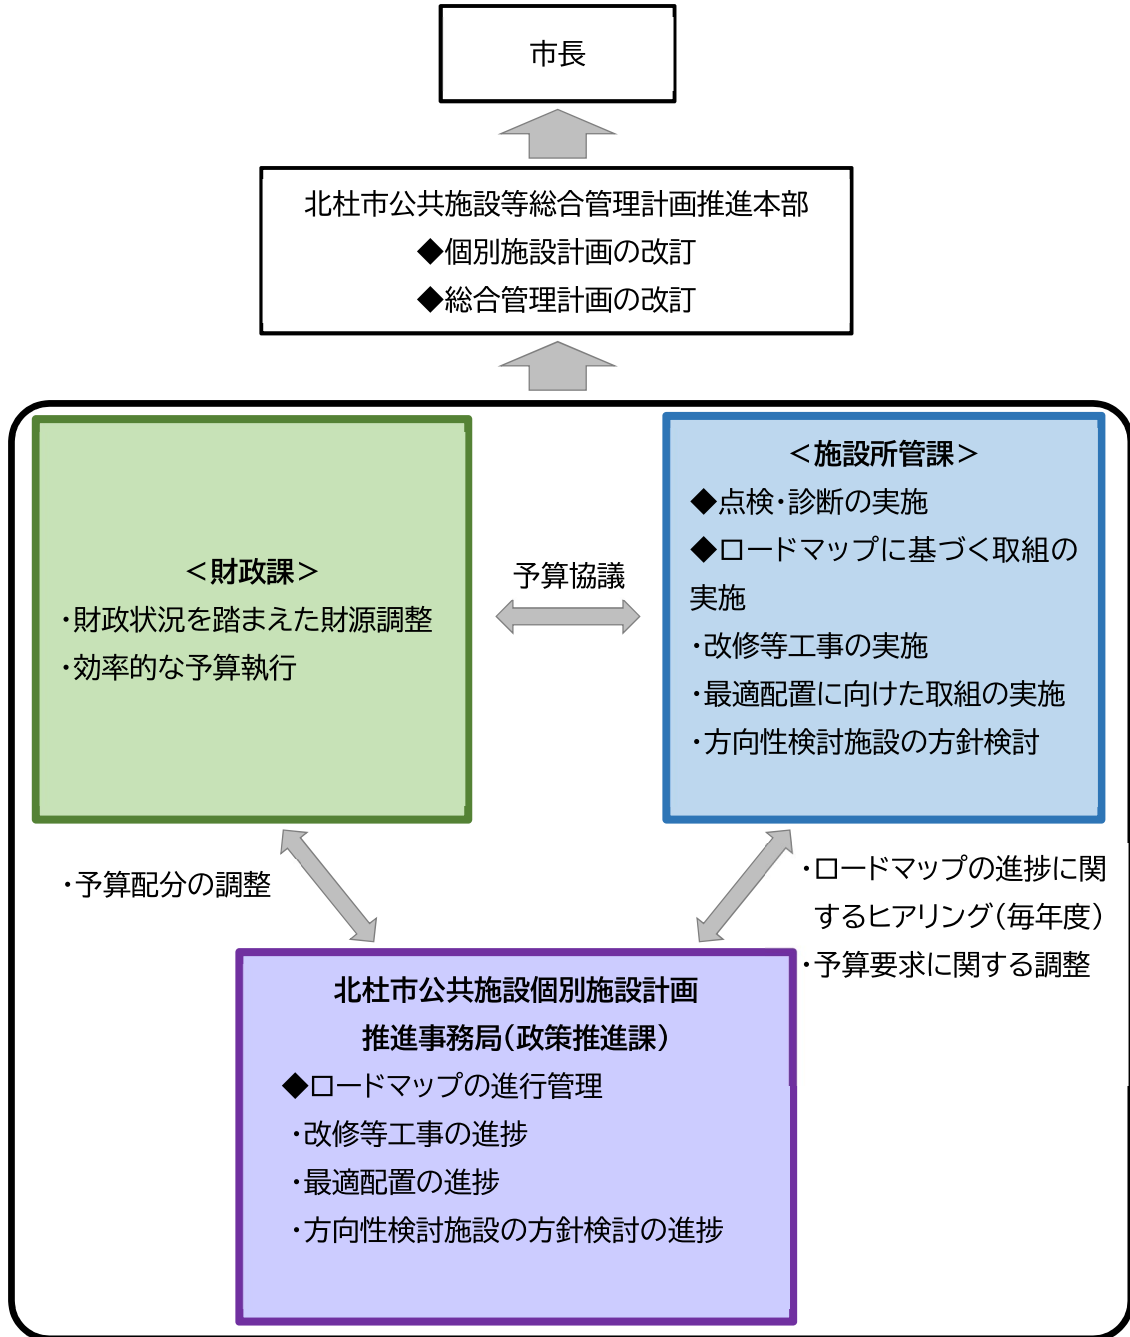 市長
北杜市公共施設等総合管理計画推進本部
◆個別施設計画の改訂
◆総合管理計画の改訂
＜財政課＞
・財政状況を踏まえた財源調整
・効率的な予算執行
予算協議
＜施設所管課＞
◆点検・診断の実施
◆ロードマップに基づく取組の
実施
・改修等工事の実施
・最適配置に向けた取組の実施
・方向性検討施設の方針検討
・予算配分の調整
・ロードマップの進捗に関
するヒアリング（毎年度）
・予算要求に関する調整
北杜市公共施設個別施設計画
推進事務局（政策推進課）
◆ロードマップの進行管理
・改修等工事の進捗
・最適配置の進捗
・方向性検討施設の方針検討の進捗